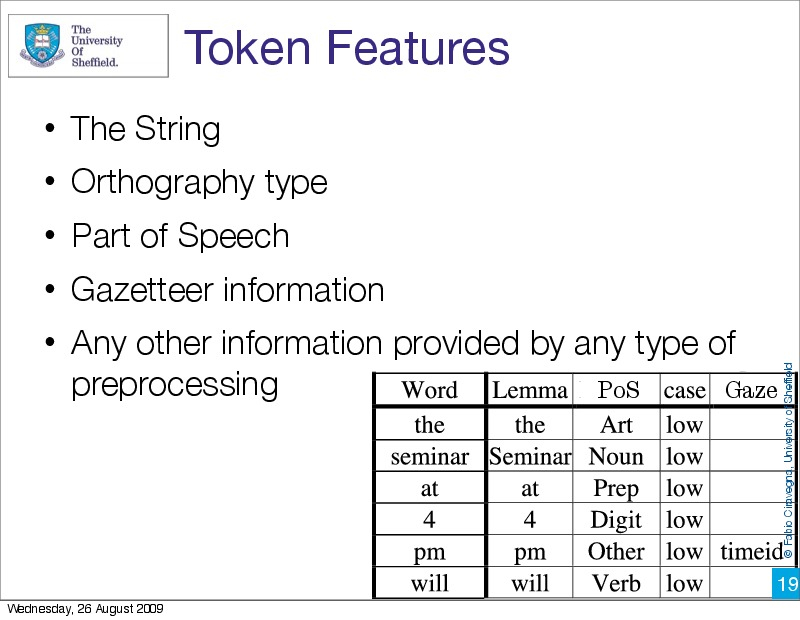 The
University
Of
Sheffield.
Token Features
• The String
• Orthography type
• Part of Speech
• Gazetteer information
• Any other information provided by any type of
preprocessing
Word Lemma PoS case Gaze
the the Art low
seminar Seminar Noun low
at at Prep low
4 4 Digit low
pm pm Other low timeid
will will Verb low
© Fabio Ciravegna, University of Sheffield
19
Wednesday, 26 August 2009